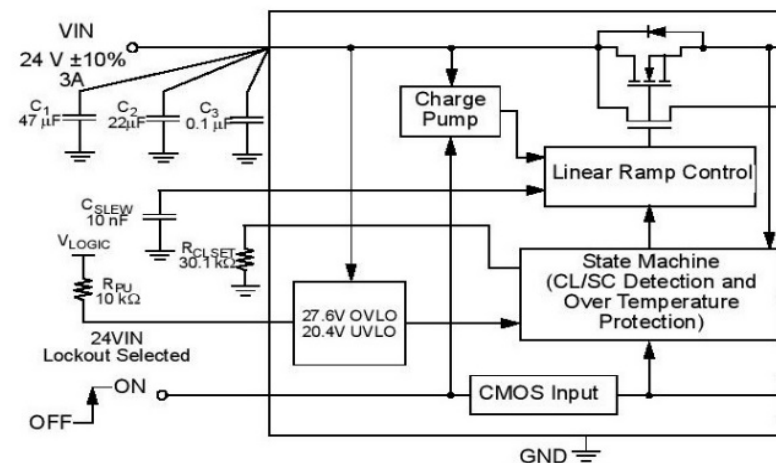 VIN
24 V ±10%
3A
C1
47 µF
C2
22µF
C3
0.1 µF
Charge
Pump
Linear Ramp Control
CSLEW
10 nF
VLOGIC
RCLSET
30.1 kΩ
RPU
10 kΩ
State Machine
(CL/SC Detection and
Over Temperature
Protection)
27.6V OVLO
20.4V UVLO
24VIN
Lockout Selected
ON
OFF
CMOS Input
GND